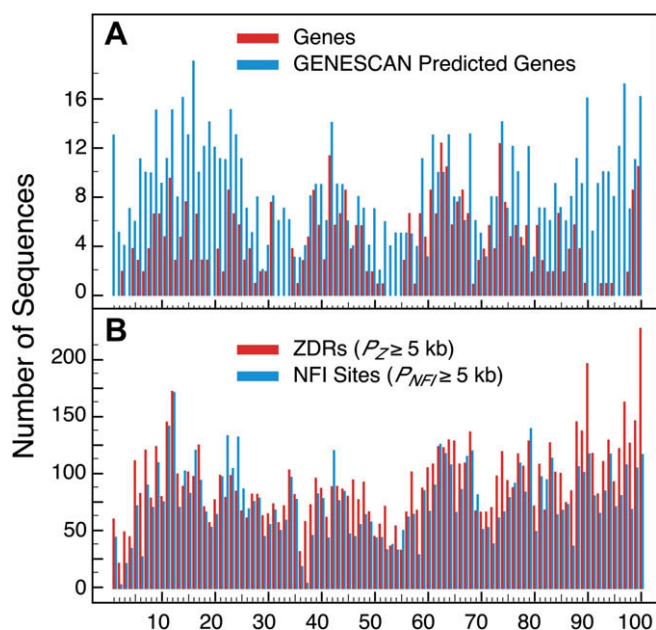 A
Genes
GENESCAN Predicted Genes
16
12
8
4
0
Number of Sequences
B
ZDRs (P_Z ≥ 5 kb)
NFI Sites (P_NFI ≥ 5 kb)
200
150
100
50
0
10 20 30 40 50 60 70 80 90 100